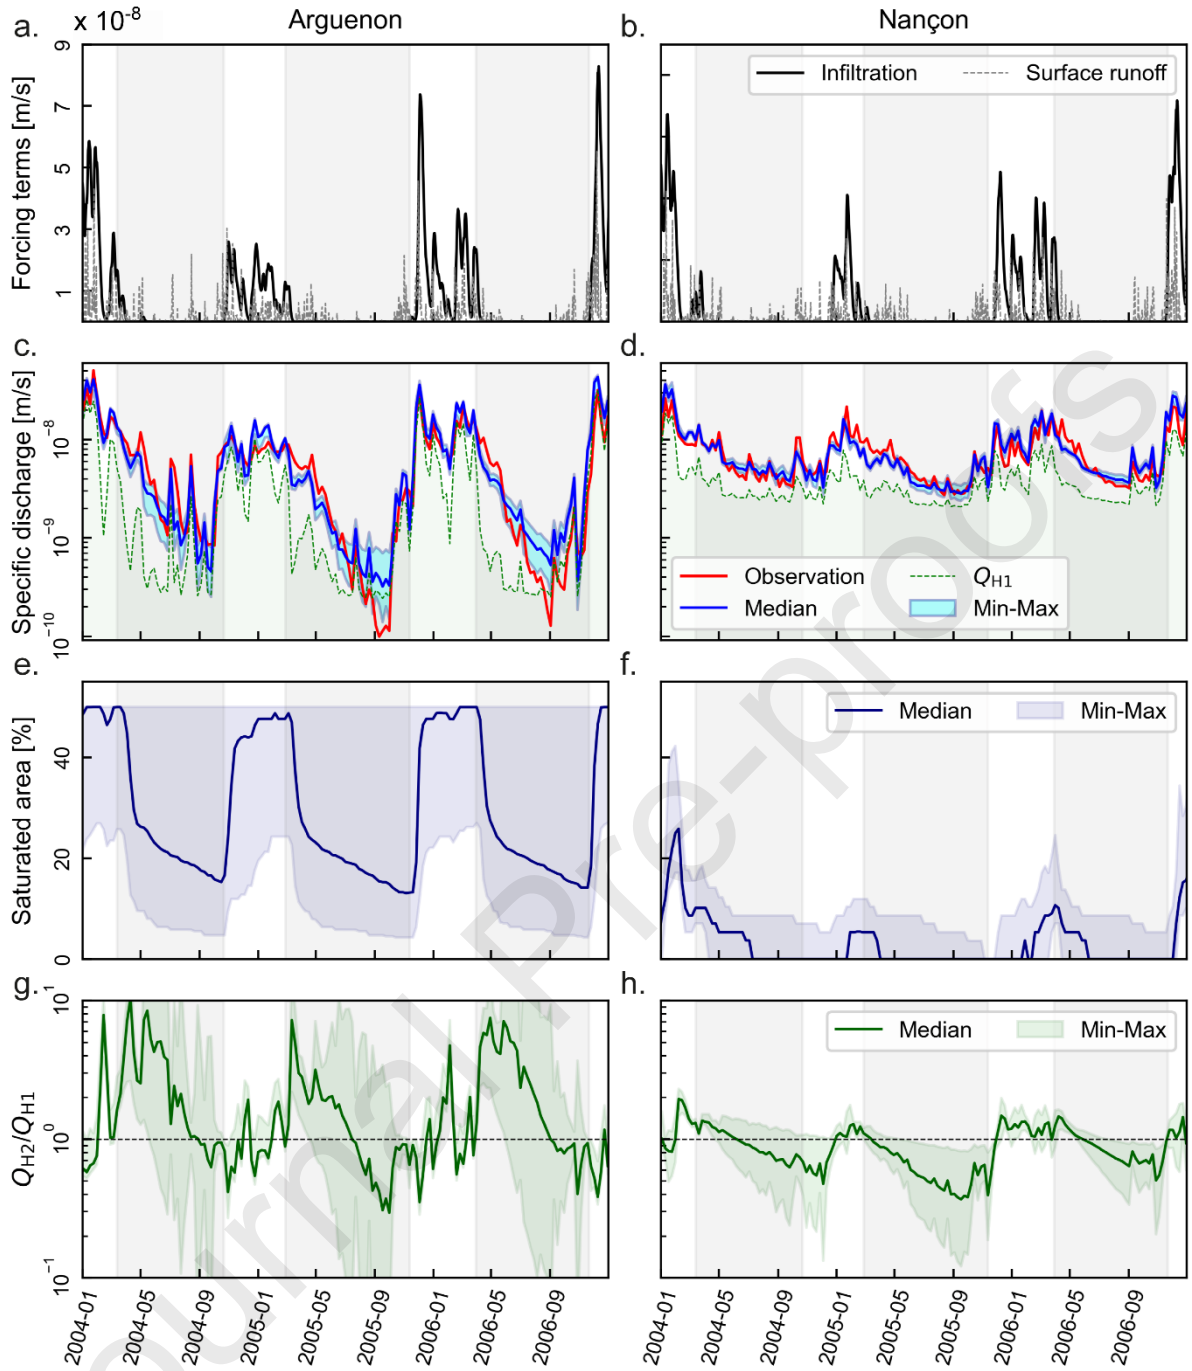 a. x 10⁻⁸ Arguenon b. Nançon
Forcing terms [m/s]
9
7
5
3
1
Infiltration Surface runoff
c. d.
Specific discharge [m/s]
10⁻⁸
10⁻⁹
10⁻¹⁰
Observation Q_H1
Median Min-Max
e. f.
Saturated area [%]
40
20
0
Median Min-Max
g. h.
Q_H2/Q_H1
10¹
10⁰
10⁻¹
Median Min-Max
2004-01 2004-05 2004-09 2005-01 2005-05 2005-09 2006-01 2006-05 2006-09 2004-01 2004-05 2004-09 2005-01 2005-05 2005-09 2006-01 2006-05 2006-09
Journal Pre-proofs